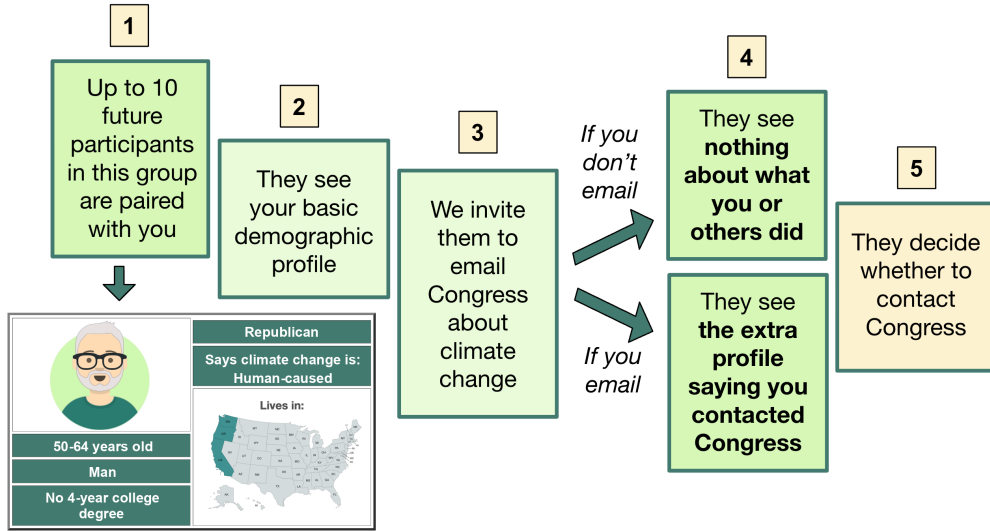 1
Up to 10
future
participants
in this group
are paired
with you
2
They see
your basic
demographic
profile
3
We invite
them to
email
Congress
about
climate
change
If you
don’t
email
If you
email
4
They see
nothing
about what
you or
others did
They see
the extra
profile
saying you
contacted
Congress
5
They decide
whether to
contact
Congress
50-64 years old
Man
No 4-year college
degree
Republican
Says climate change is:
Human-caused
Lives in: